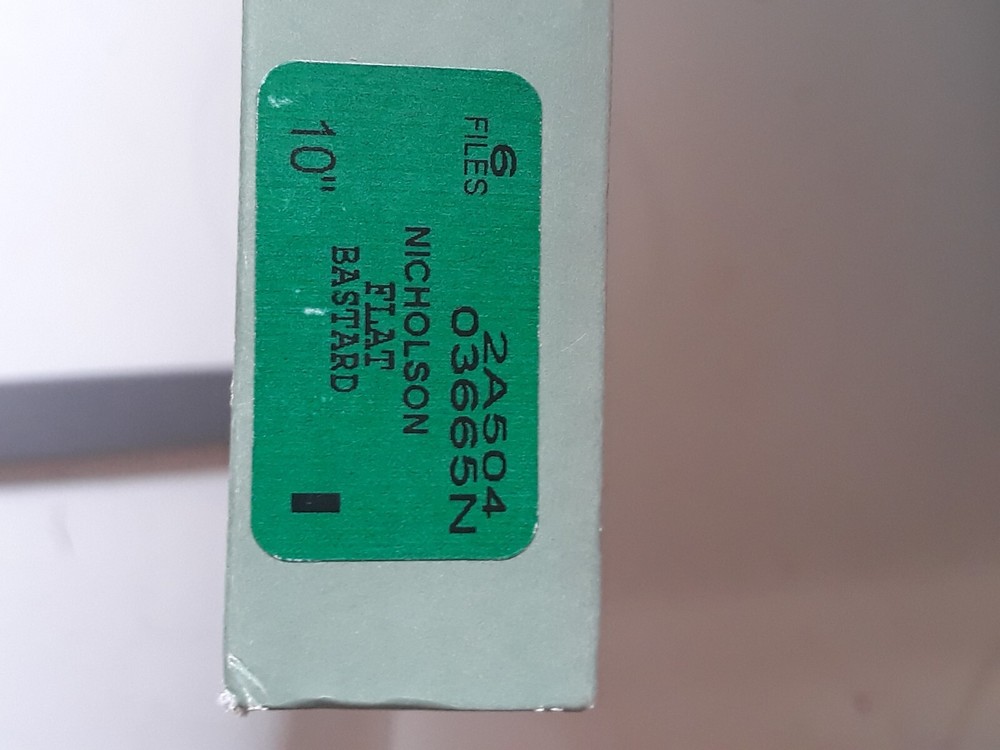 6
FILES
2A504
03665N
NICHOLSON
FLAT
BASTARD
10"